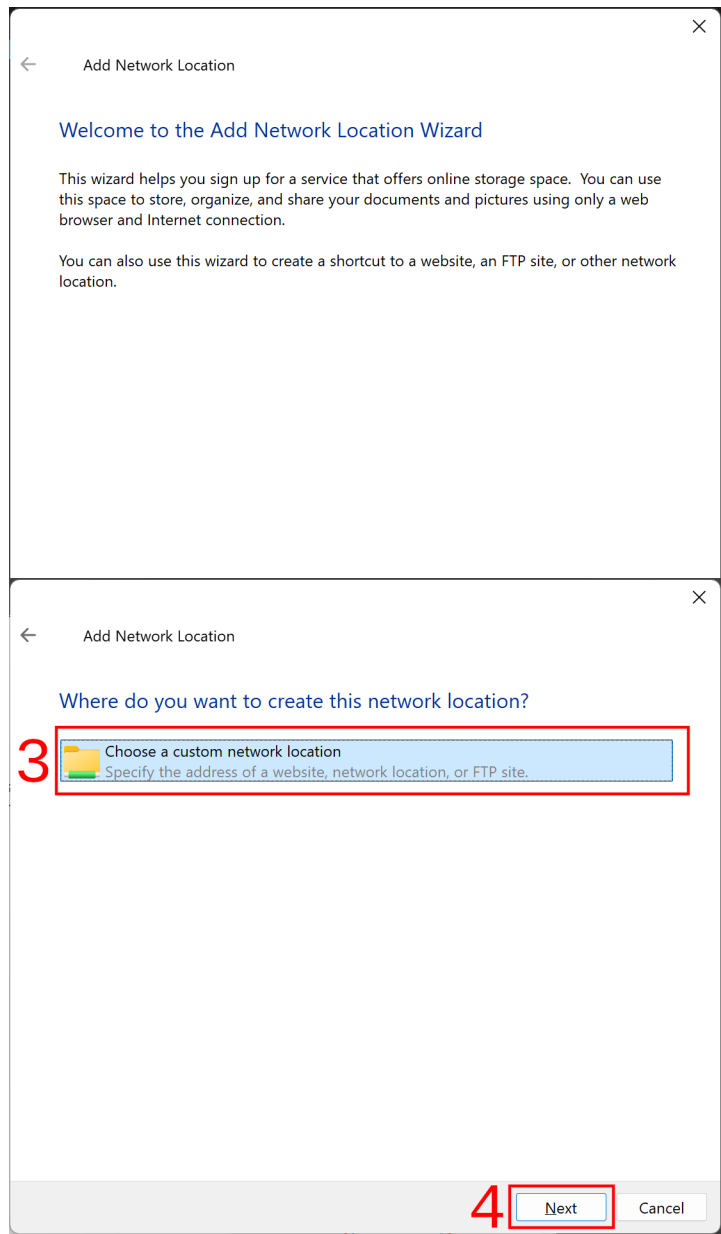 Add Network Location
Welcome to the Add Network Location Wizard
This wizard helps you sign up for a service that offers online storage space.  You can use
this space to store, organize, and share your documents and pictures using only a web
browser and Internet connection.
You can also use this wizard to create a shortcut to a website, an FTP site, or other network
location.
Add Network Location
Where do you want to create this network location?
3
Choose a custom network location
Specify the address of a website, network location, or FTP site.
4
Next
Cancel